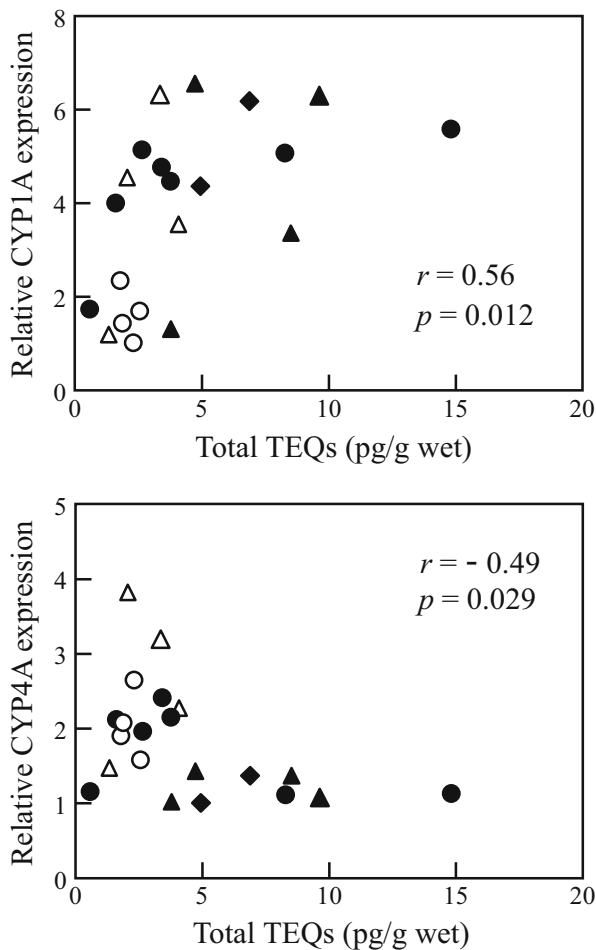 Relative CYP1A expression
8
6
4
2
0
r = 0.56
p = 0.012
0 5 10 15 20
Total TEQs (pg/g wet)
Relative CYP4A expression
5
4
3
2
1
0
r = - 0.49
p = 0.029
0 5 10 15 20
Total TEQs (pg/g wet)